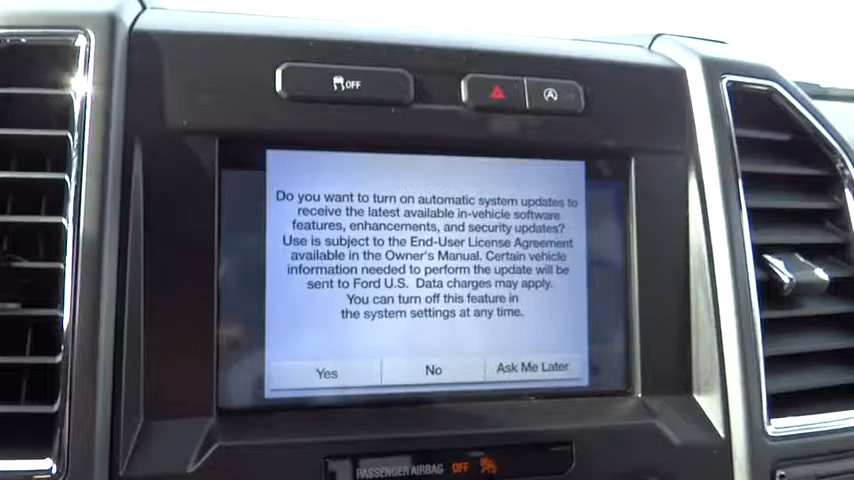 OFF
Do you want to turn on automatic system updates to
receive the latest available in-vehicle software
features, enhancements, and security updates?
Use is subject to the End-User License Agreement
available in the Owner's Manual. Certain vehicle
information needed to perform the update will be
sent to Ford U.S. Data charges may apply.
You can turn off this feature in
the system settings at any time.
Yes No Ask Me Later
PASSENGER AIRBAG OFF